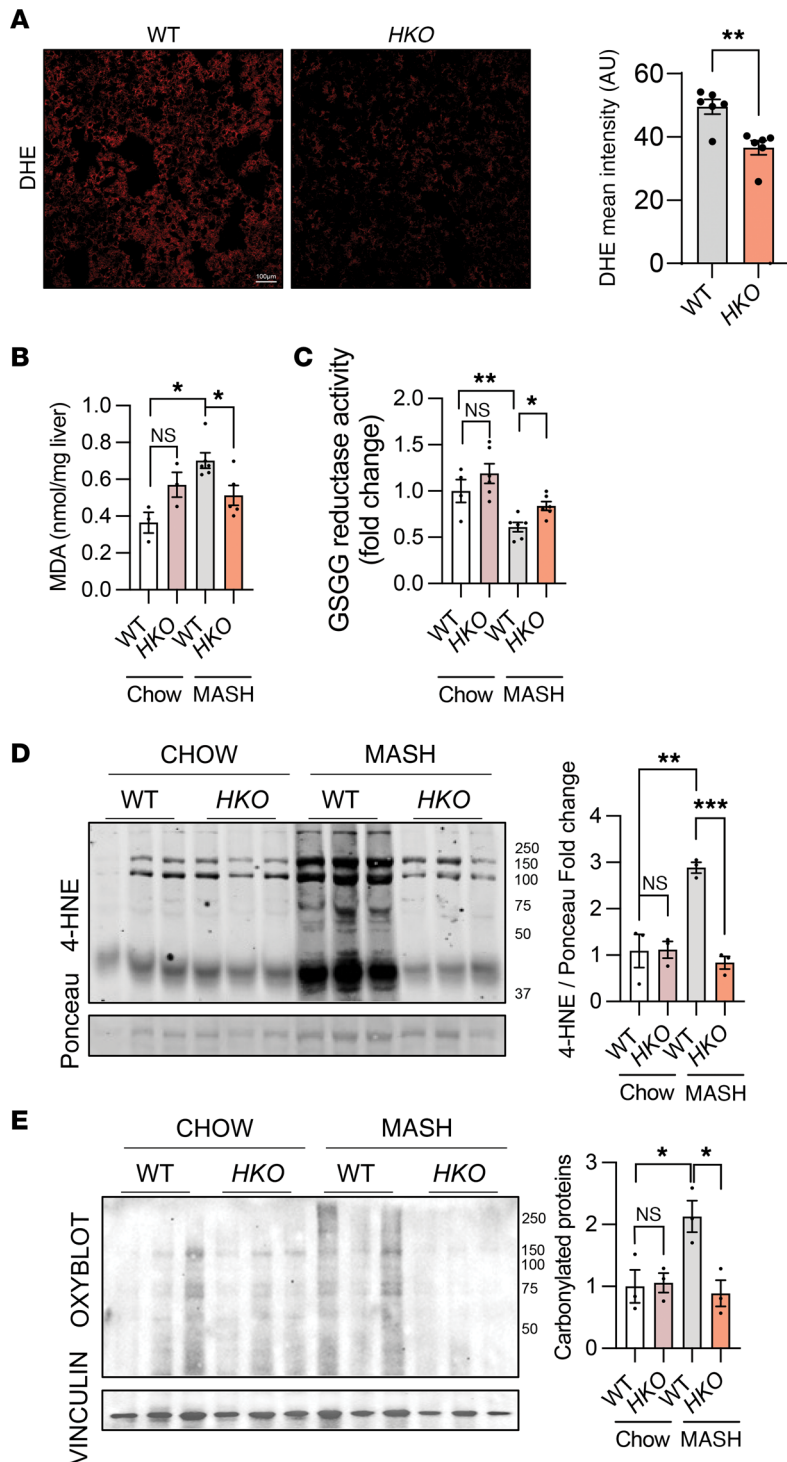 A
WT
HKO
DHE
100μm
DHE mean intensity (AU)
60
40
20
0
**
WT
HKO
B
MDA (nmol/mg liver)
1.0
0.8
0.6
0.4
0.2
0.0
NS
*
*
WT
HKO
WT
HKO
Chow
MASH
C
GSGG reductase activity
(fold change)
2.0
1.5
1.0
0.5
0.0
NS
**
*
WT
HKO
WT
HKO
Chow
MASH
D
CHOW
MASH
WT
HKO
WT
HKO
4-HNE
Ponceau
250
150
100
75
50
37
4-HNE / Ponceau Fold change
4
3
2
1
0
NS
**
***
WT
HKO
WT
HKO
Chow
MASH
E
CHOW
MASH
WT
HKO
WT
HKO
OXYBLOT
VINCULIN
250
150
100
75
50
Carbonylated proteins
3
2
1
0
NS
*
*
WT
HKO
WT
HKO
Chow
MASH